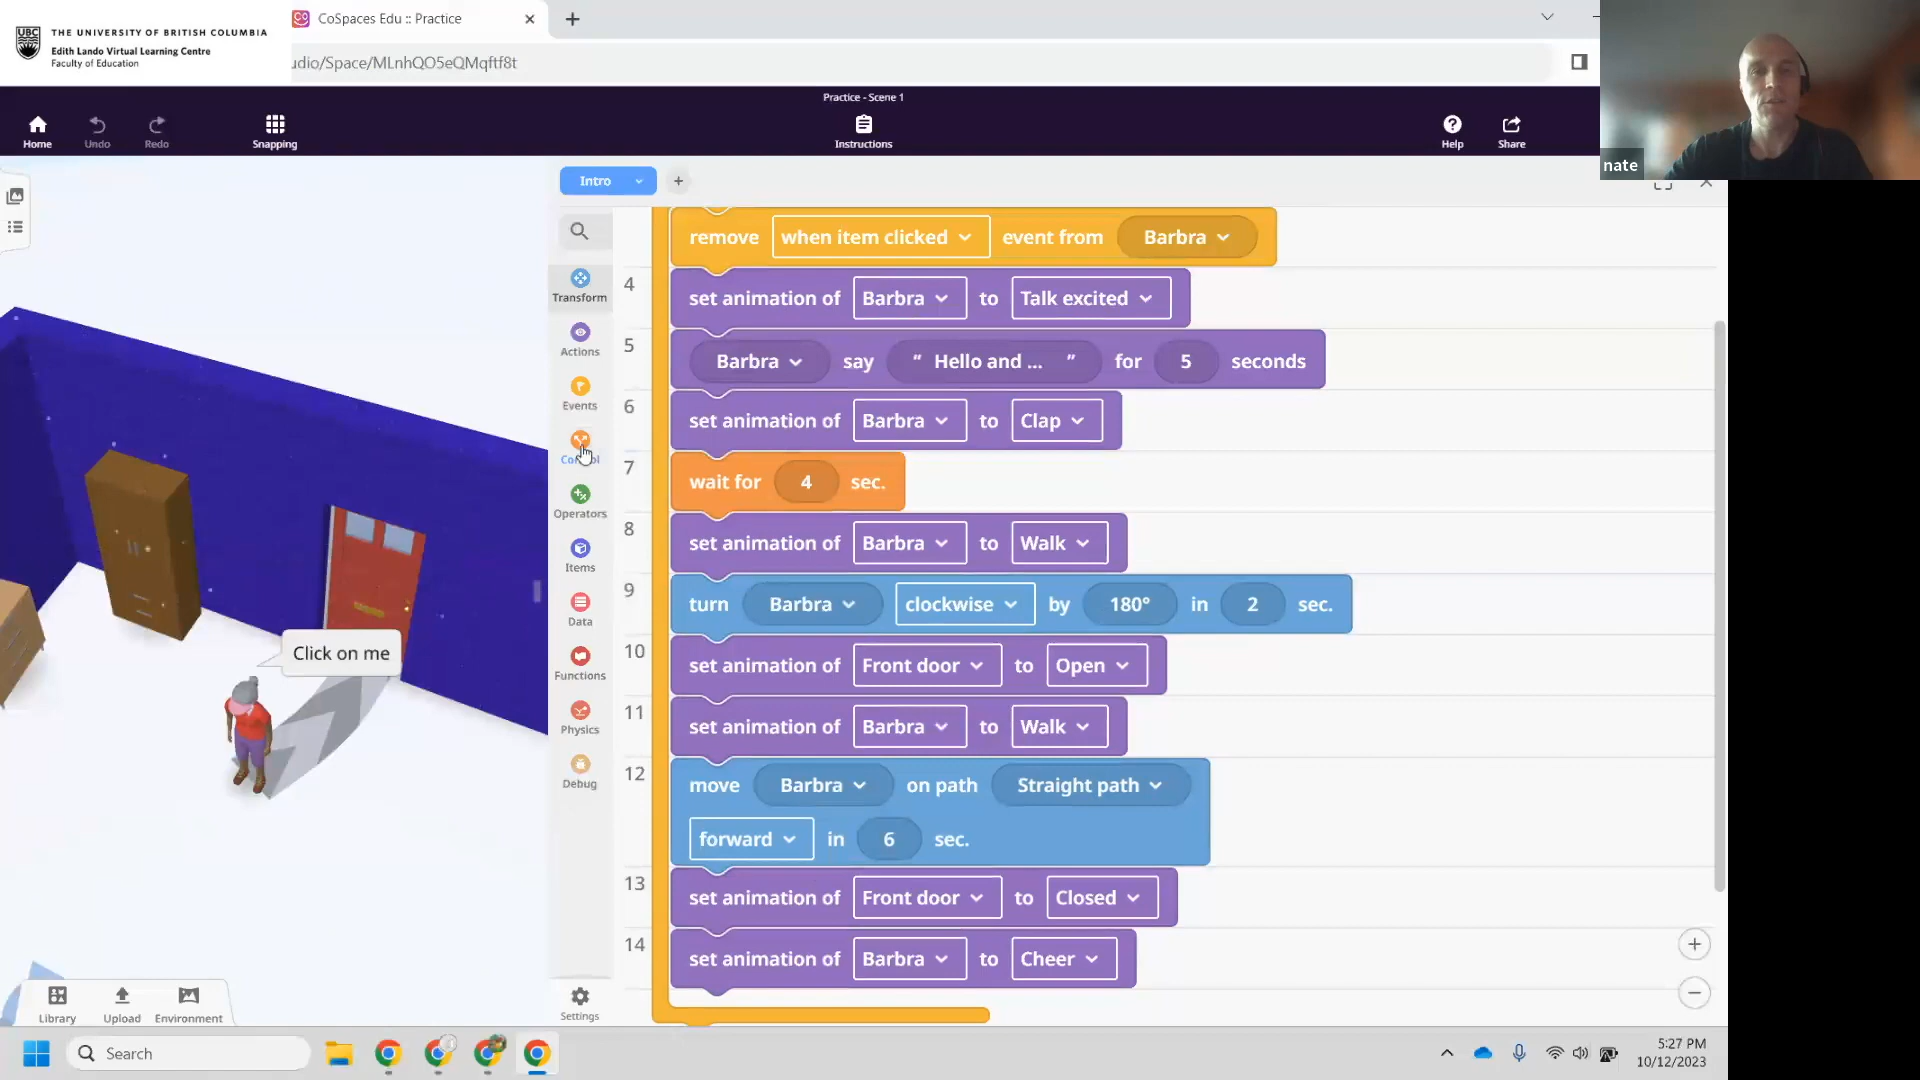 UBC
THE UNIVERSITY OF BRITISH COLUMBIA
Edith Lando Virtual Learning Centre
Faculty of Education
CoSpaces Edu :: Practice
udio/Space/MLnhQO5eQMqftf8t
Practice - Scene 1
Home
Undo
Redo
Snapping
Instructions
Help
Share
nate
Intro
Transform
Actions
Events
Control
Operators
Items
Data
Functions
Physics
Debug
Settings
remove when item clicked event from Barbra
4 set animation of Barbra to Talk excited
5 Barbra say “ Hello and ... ” for 5 seconds
6 set animation of Barbra to Clap
7 wait for 4 sec.
8 set animation of Barbra to Walk
9 turn Barbra clockwise by 180° in 2 sec.
10 set animation of Front door to Open
11 set animation of Barbra to Walk
12 move Barbra on path Straight path
forward in 6 sec.
13 set animation of Front door to Closed
14 set animation of Barbra to Cheer
Click on me
Library
Upload
Environment
Search
5:27 PM
10/12/2023